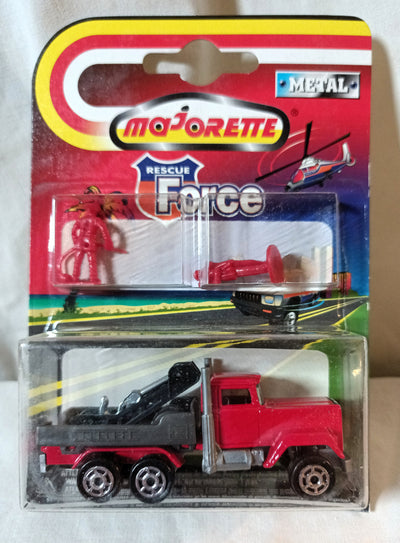 METAL
majorette
®
RESCUE
Force